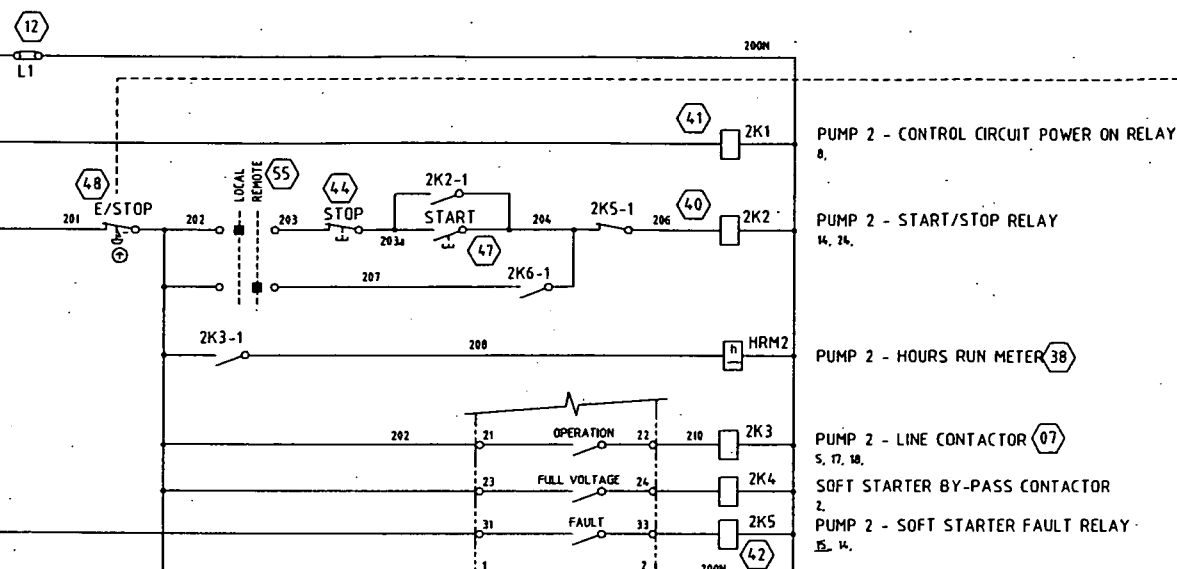 12
L1
200N
41
2K1
PUMP 2 - CONTROL CIRCUIT POWER ON RELAY
8,
48
E/STOP
201
202
LOCAL
REMOTE
55
203
44
STOP
203a
2K2-1
START
47
204
2K5-1
206
40
2K2
PUMP 2 - START/STOP RELAY
14, 24,
207
2K6-1
2K3-1
208
h
HRM2
PUMP 2 - HOURS RUN METER 38
202
21
OPERATION
22
210
2K3
PUMP 2 - LINE CONTACTOR 07
5, 17, 18,
23
FULL VOLTAGE
24
2K4
SOFT STARTER BY-PASS CONTACTOR
2,
31
FAULT
33
2K5
PUMP 2 - SOFT STARTER FAULT RELAY
15, 14,
42
1
2
200N